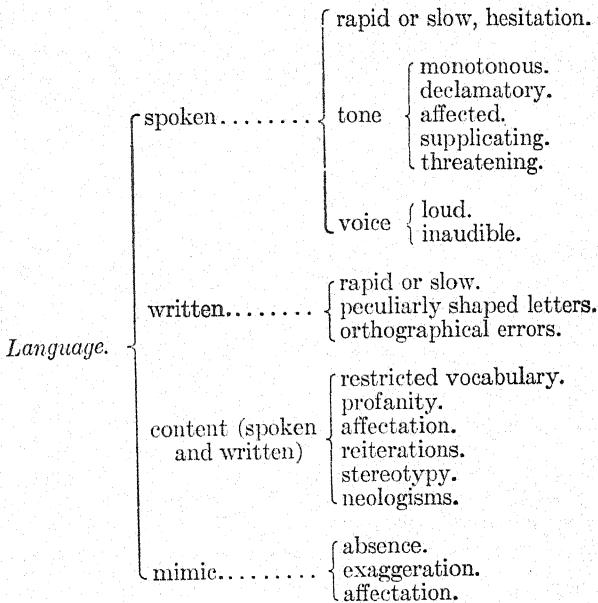 rapid or slow, hesitation.
monotonous.
declamatory.
spoken........ tone affected.
supplicating.
threatening.
voice loud.
inaudible.
rapid or slow.
written........ peculiarly shaped letters.
orthographical errors.
Language.
restricted vocabulary.
profanity.
content (spoken affectation.
and written) reiterations.
stereotypy.
neologisms.
absence.
mimic......... exaggeration.
affectation.